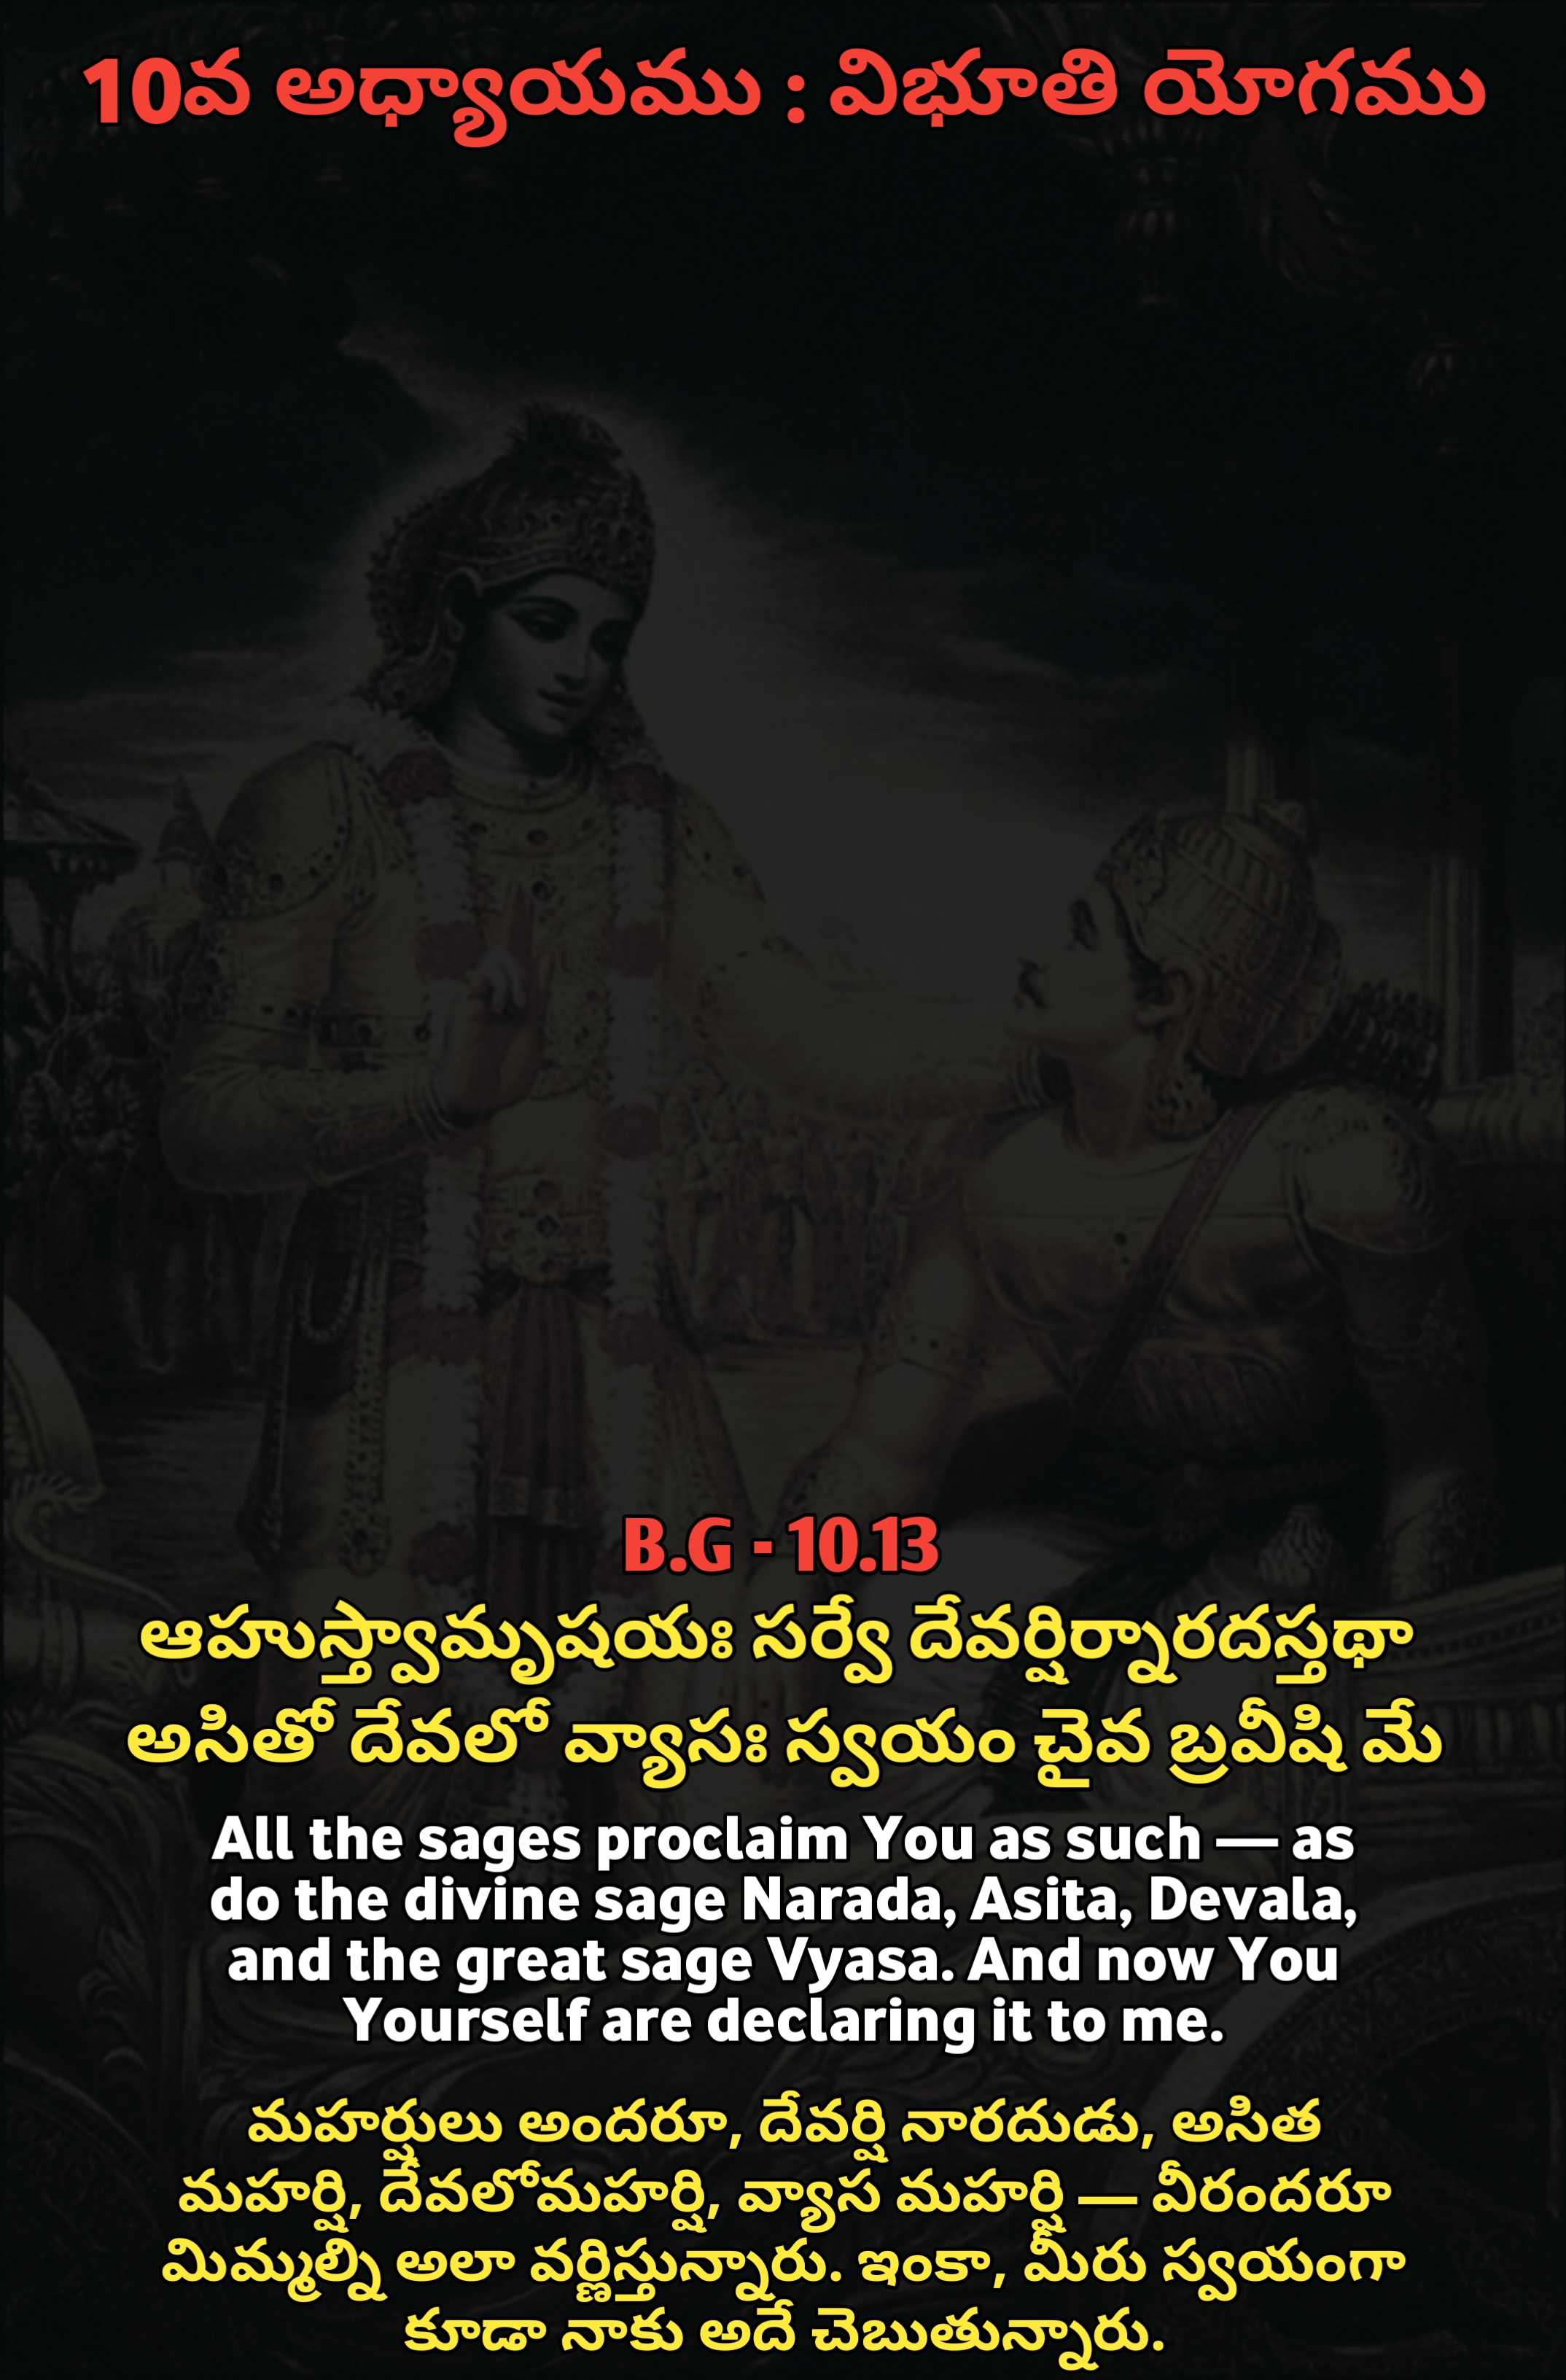 10వ అధ్యాయము : విభూతి యోగము
B.G - 10.13
ఆహుస్త్వామృషయః సర్వే దేవర్షిర్నారదస్తథా
అసితో దేవలో వ్యాసః స్వయం చైవ బ్రవీషి మే
All the sages proclaim You as such — as
do the divine sage Narada, Asita, Devala,
and the great sage Vyasa. And now You
Yourself are declaring it to me.
మహర్షులు అందరూ, దేవర్షి నారదుడు, అసిత
మహర్షి, దేవలోమహర్షి, వ్యాస మహర్షి — వీరందరూ
మిమ్మల్ని అలా వర్ణిస్తున్నారు. ఇంకా, మీరు స్వయంగా
కూడా నాకు అదే చెబుతున్నారు.